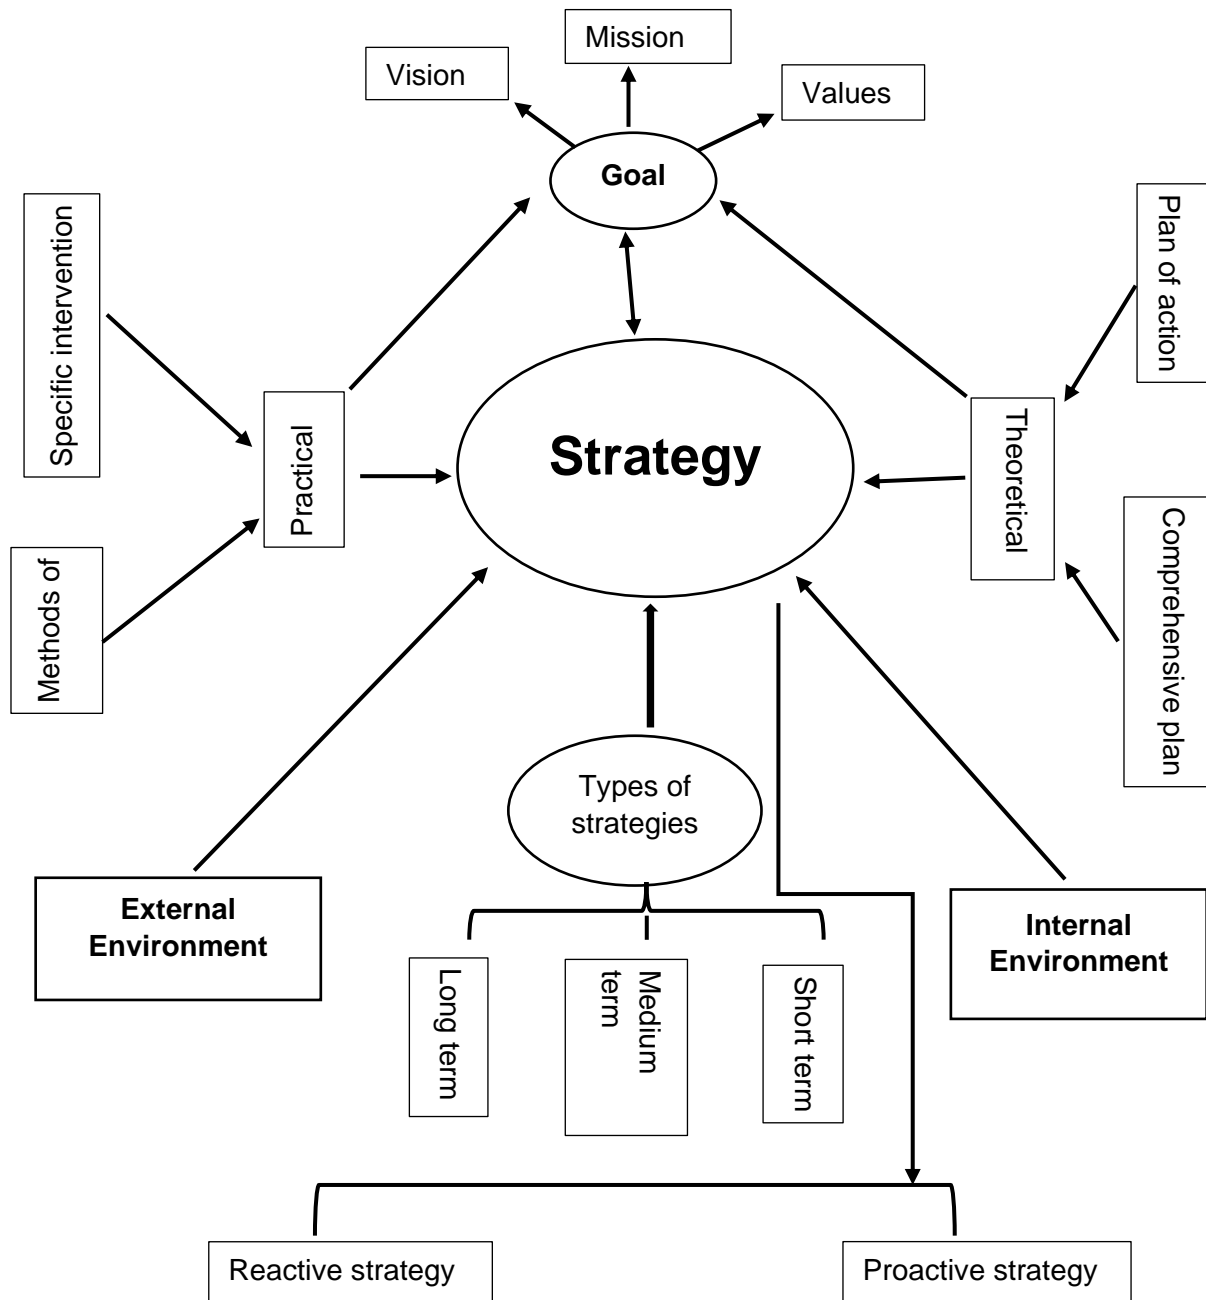 Mission
Vision
Values
Goal
Specific intervention
Plan of action
Strategy
Practical
Theoretical
Methods of
Comprehensive plan
Types of
strategies
External
Environment
Internal
Environment
Long term
Medium
term
Short term
Reactive strategy
Proactive strategy